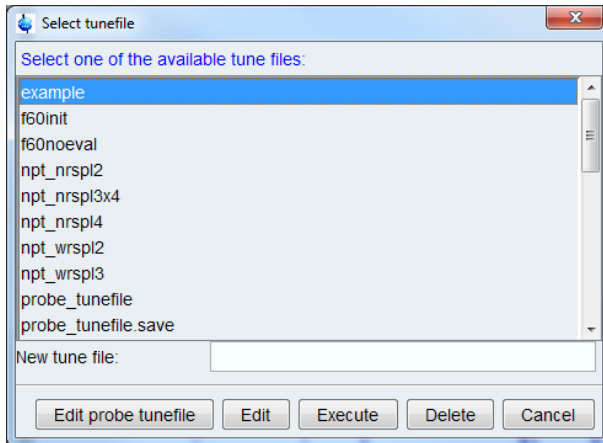 Select tunefile
Select one of the available tune files:
example
f60init
f60noeval
npt_nrspl2
npt_nrspl3x4
npt_nrspl4
npt_wrspl2
npt_wrspl3
probe_tunefile
probe_tunefile.save
New tune file:
Edit probe tunefile Edit Execute Delete Cancel